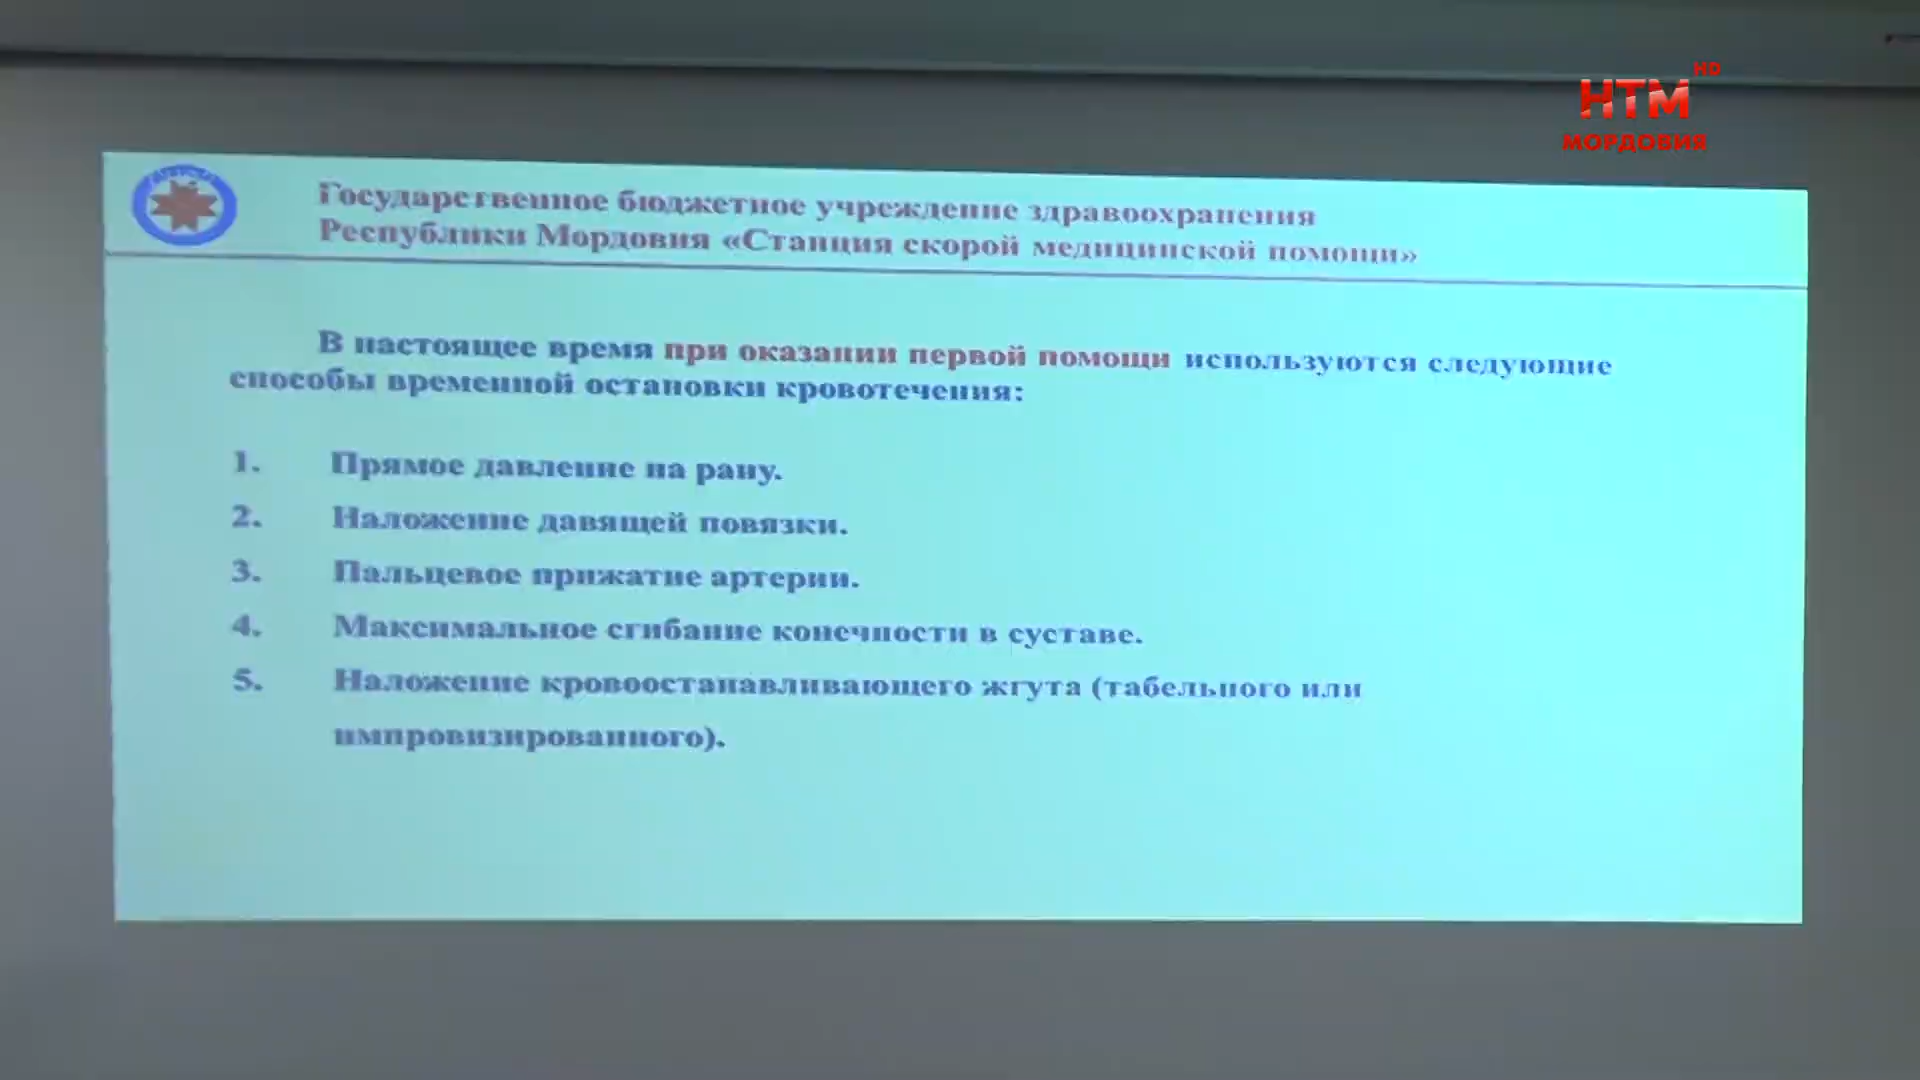 HD
НТМ
МОРДОВИЯ
Государственное бюджетное учреждение здравоохранения
Республики Мордовия «Станция скорой медицинской помощи»
В настоящее время при оказании первой помощи используются следующие
способы временной остановки кровотечения:
1. Прямое давление на рану.
2. Наложение давящей повязки.
3. Пальцевое прижатие артерии.
4. Максимальное сгибание конечности в суставе.
5. Наложение кровоостанавливающего жгута (табельного или
импровизированного).